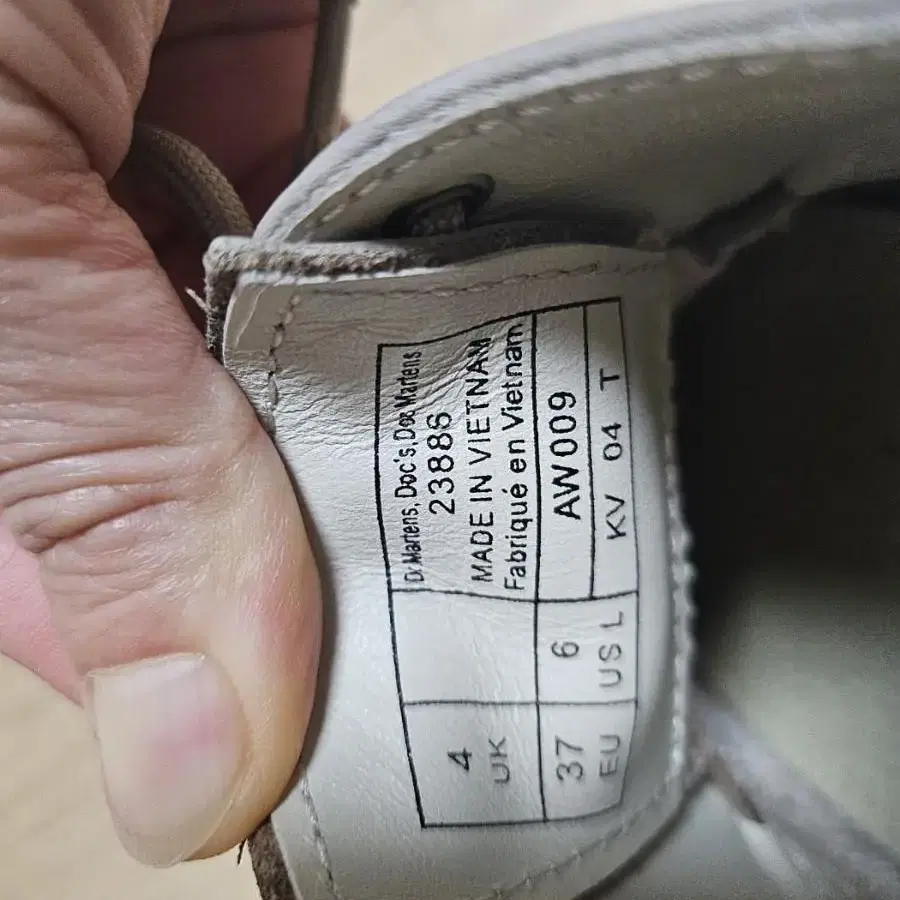 Dr.Martens, Doc's, Doc Martens
23886
MADE IN VIETNAM
Fabriqué en Vietnam
AW009
KV 04 T
4
UK
6
US L
37
EU